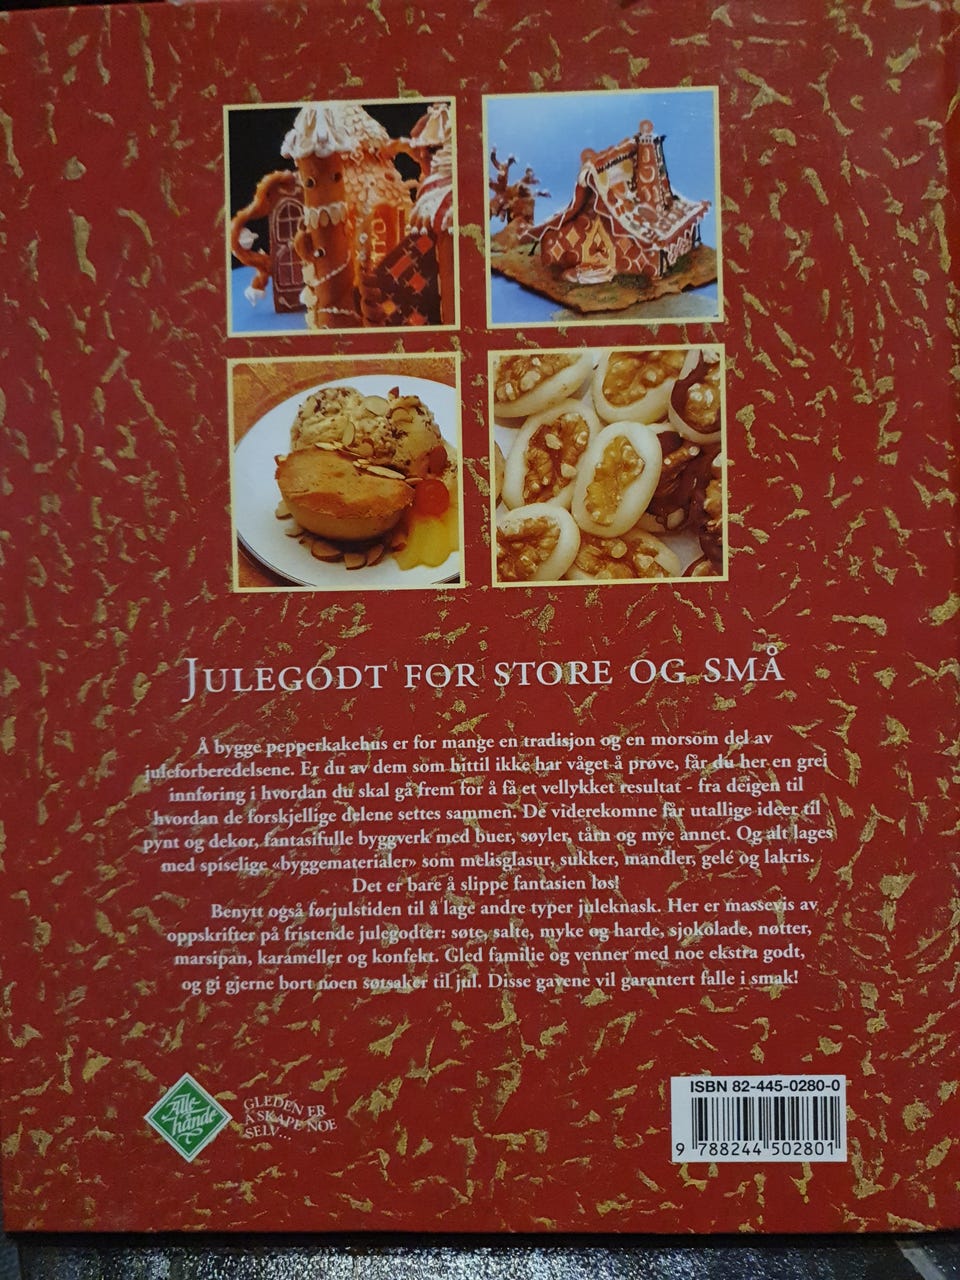 JULEGODT FOR STORE OG SMÅ
Å bygge pepperkakehus er for mange en tradisjon og en morsom del av
juleforberedelsene. Er du av dem som hittil ikke har våget å prøve, får du her en grei
innføring i hvordan du skal gå frem for å få et vellykket resultat - fra deigen til
hvordan de forskjellige delene settes sammen. De viderekomne får utallige ideer til
pynt og dekor, fantasifulle byggverk med buer, søyler, tårn og mye annet. Og alt lages
med spiselige «byggematerialer» som melisglasur, sukker, mandler, gelé og lakris.
Det er bare å slippe fantasien løs!
Benytt også førjulstiden til å lage andre typer juleknask. Her er massevis av
oppskrifter på fristende julegodter: søte, salte, myke og harde, sjokolade, nøtter,
marsipan, karameller og konfekt. Gled familie og venner med noe ekstra godt,
og gi gjerne bort noen søtsaker til jul. Disse gavene vil garantert falle i smak!
Alle
hånde
GLEDEN ER
Å SKAPE NOE
SELV...
ISBN 82-445-0280-0
9 788244 502801